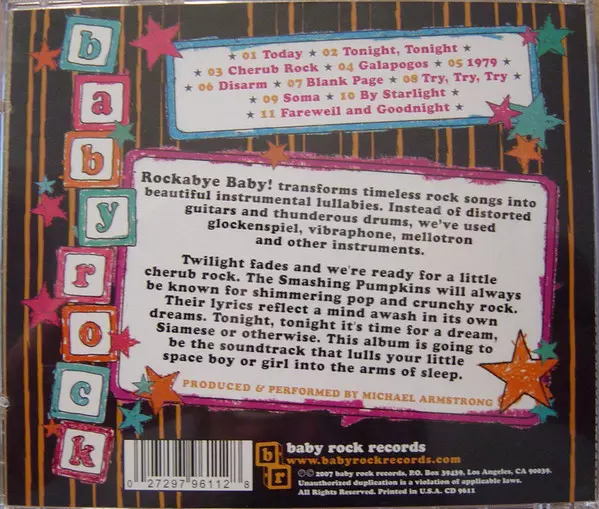 b
a
b
y
r
o
c
k
★ 01 Today ★ 02 Tonight, Tonight ★
★ 03 Cherub Rock ★ 04 Galapogos ★ 05 1979 ★
★ 06 Disarm ★ 07 Blank Page ★ 08 Try, Try, Try ★
★ 09 Soma ★ 10 By Starlight ★
★ 11 Farewell and Goodnight ★
Rockabye Baby! transforms timeless rock songs into
beautiful instrumental lullabies. Instead of distorted
guitars and thunderous drums, we've used
glockenspiel, vibraphone, mellotron
and other instruments.
Twilight fades and we're ready for a little
cherub rock. The Smashing Pumpkins will always
be known for shimmering pop and crunchy rock.
Their lyrics reflect a mind awash in its own
dreams. Tonight, tonight it's time for a dream,
Siamese or otherwise. This album is going to
be the soundtrack that lulls your little
space boy or girl into the arms of sleep.
PRODUCED & PERFORMED BY MICHAEL ARMSTRONG
0 27297 96112 8
b
r
baby rock records
www.babyrockrecords.com
℗© 2007 baby rock records, P.O. Box 39439, Los Angeles, CA 90039.
Unauthorized duplication is a violation of applicable laws.
All Rights Reserved. Printed in U.S.A. CD 9611